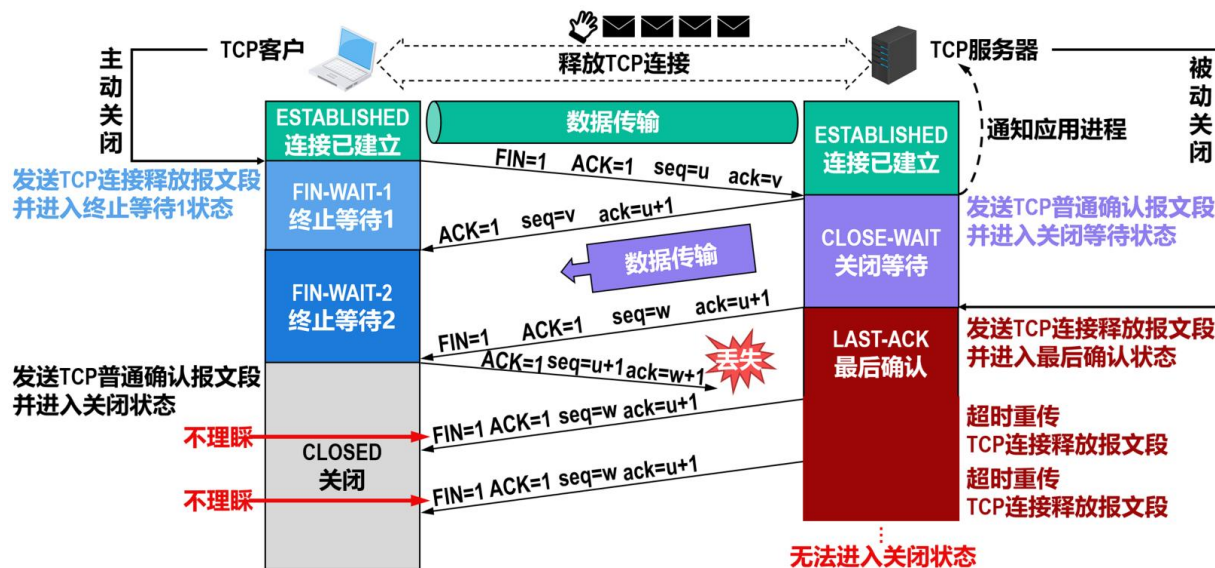 TCP客户
释放TCP连接
TCP服务器
主动关闭
被动关闭
通知应用进程
ESTABLISHED
连接已建立
数据传输
ESTABLISHED
连接已建立
FIN=1 ACK=1 seq=u ack=v
发送TCP连接释放报文段
并进入终止等待1状态
FIN-WAIT-1
终止等待1
ACK=1 seq=v ack=u+1
发送TCP普通确认报文段
并进入关闭等待状态
CLOSE-WAIT
关闭等待
数据传输
FIN-WAIT-2
终止等待2
FIN=1 ACK=1 seq=w ack=u+1
发送TCP连接释放报文段
并进入最后确认状态
LAST-ACK
最后确认
ACK=1 seq=u+1 ack=w+1
丢失
发送TCP普通确认报文段
并进入关闭状态
不理睬
FIN=1 ACK=1 seq=w ack=u+1
超时重传
TCP连接释放报文段
CLOSED
关闭
不理睬
FIN=1 ACK=1 seq=w ack=u+1
超时重传
TCP连接释放报文段
无法进入关闭状态